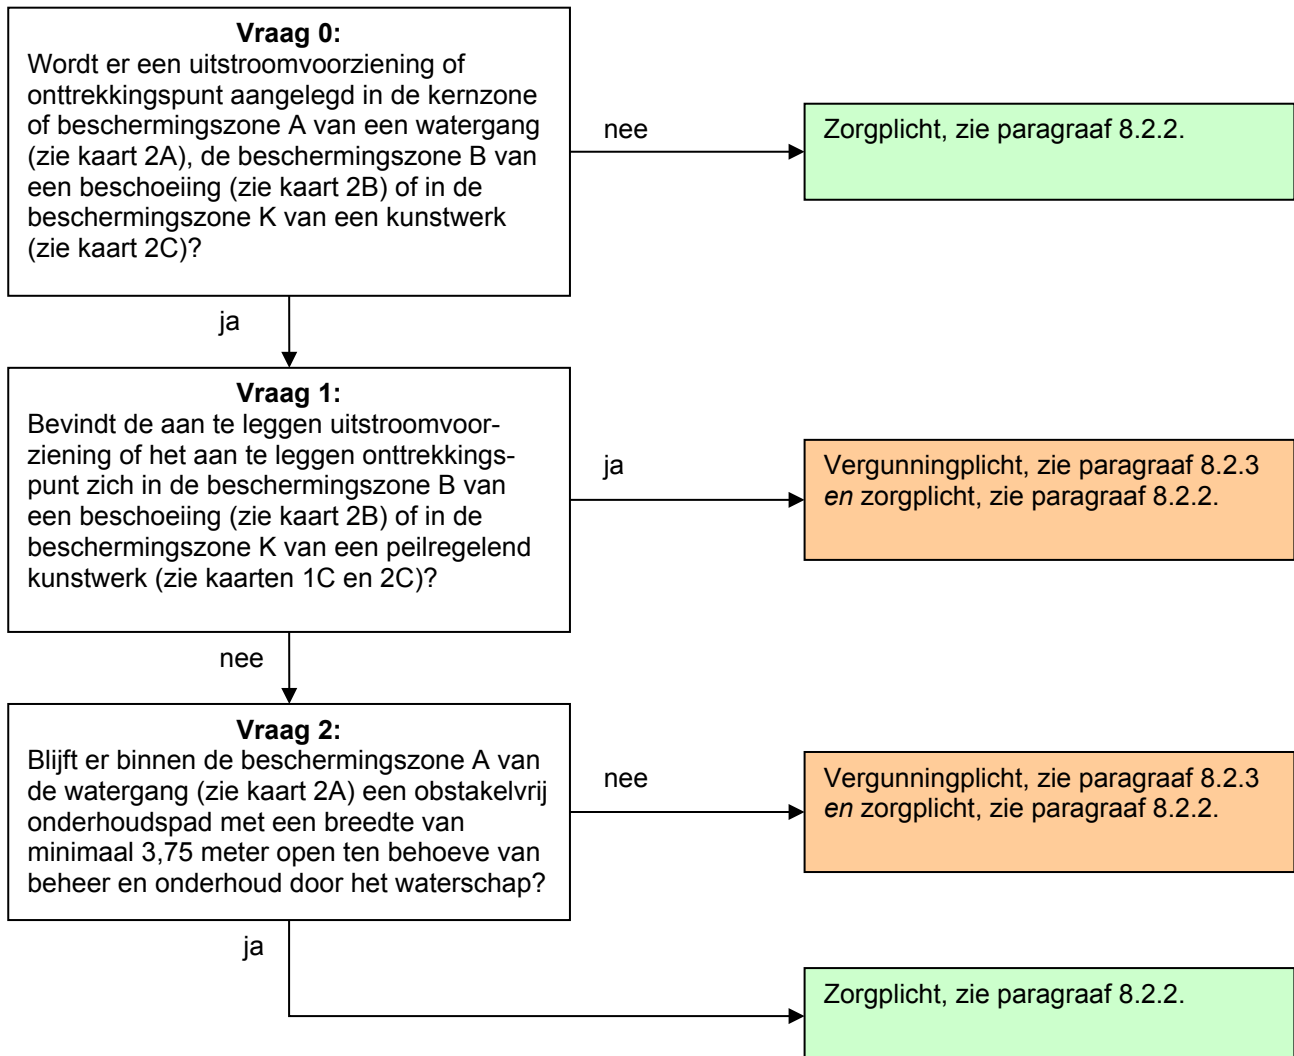 Vraag 0:
Wordt er een uitstroomvoorziening of
onttrekkingspunt aangelegd in de kernzone
of beschermingszone A van een watergang
(zie kaart 2A), de beschermingszone B van
een beschoeiing (zie kaart 2B) of in de
beschermingszone K van een kunstwerk
(zie kaart 2C)?
nee
Zorgplicht, zie paragraaf 8.2.2.
ja
Vraag 1:
Bevindt de aan te leggen uitstroomvoor-
ziening of het aan te leggen onttrekkings-
punt zich in de beschermingszone B van
een beschoeiing (zie kaart 2B) of in de
beschermingszone K van een peilregelend
kunstwerk (zie kaarten 1C en 2C)?
ja
Vergunningplicht, zie paragraaf 8.2.3
en zorgplicht, zie paragraaf 8.2.2.
nee
Vraag 2:
Blijft er binnen de beschermingszone A van
de watergang (zie kaart 2A) een obstakelvrij
onderhoudspad met een breedte van
minimaal 3,75 meter open ten behoeve van
beheer en onderhoud door het waterschap?
nee
Vergunningplicht, zie paragraaf 8.2.3
en zorgplicht, zie paragraaf 8.2.2.
ja
Zorgplicht, zie paragraaf 8.2.2.